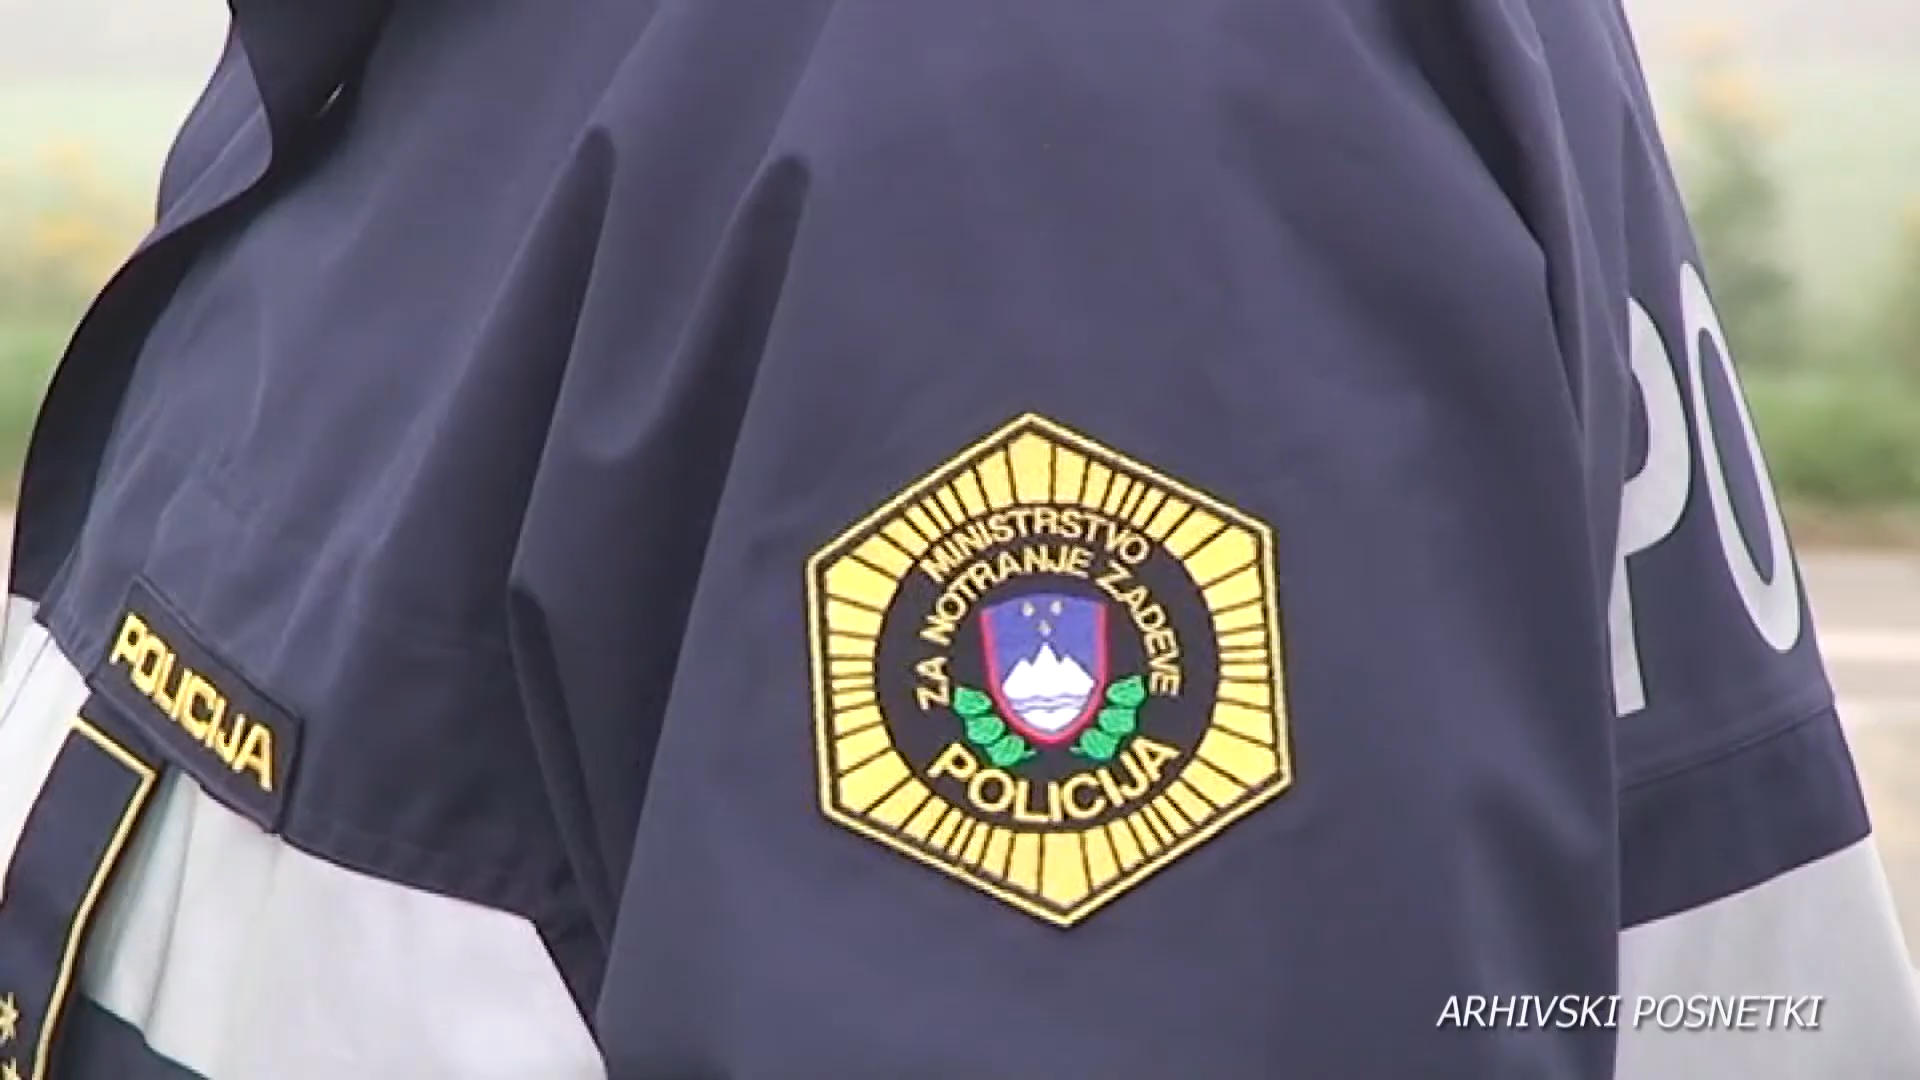 MINISTRSTVO
ZA NOTRANJE ZADEVE
POLICIJA
POLICIJA
PO
ARHIVSKI POSNETKI